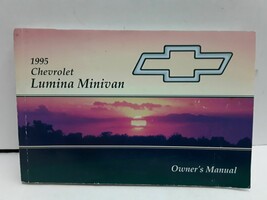 1995
Chevrolet
Lumina Minivan
Owner's Manual